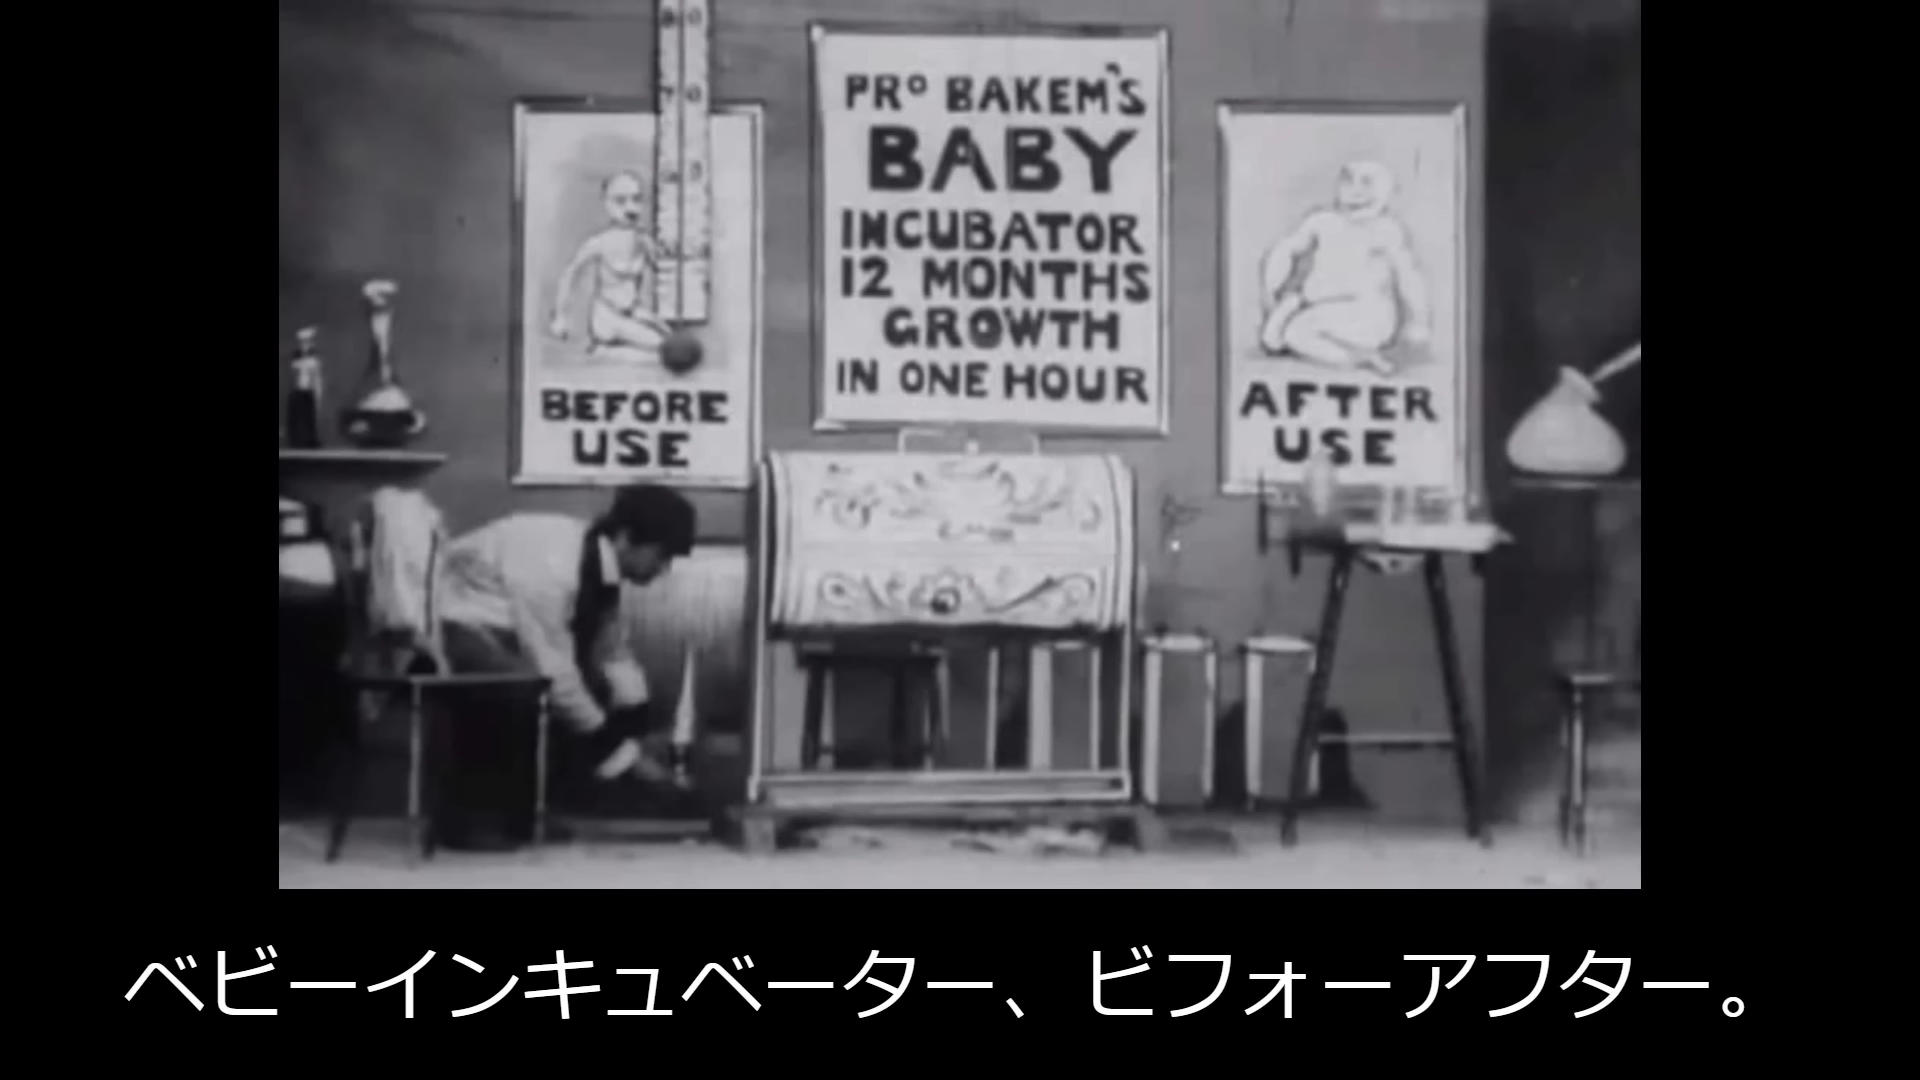 PRº BAKEM'S
BABY
INCUBATOR
12 MONTHS
GROWTH
IN ONE HOUR
BEFORE
USE
AFTER
USE
ベビーインキュベーター、ビフォーアフター。